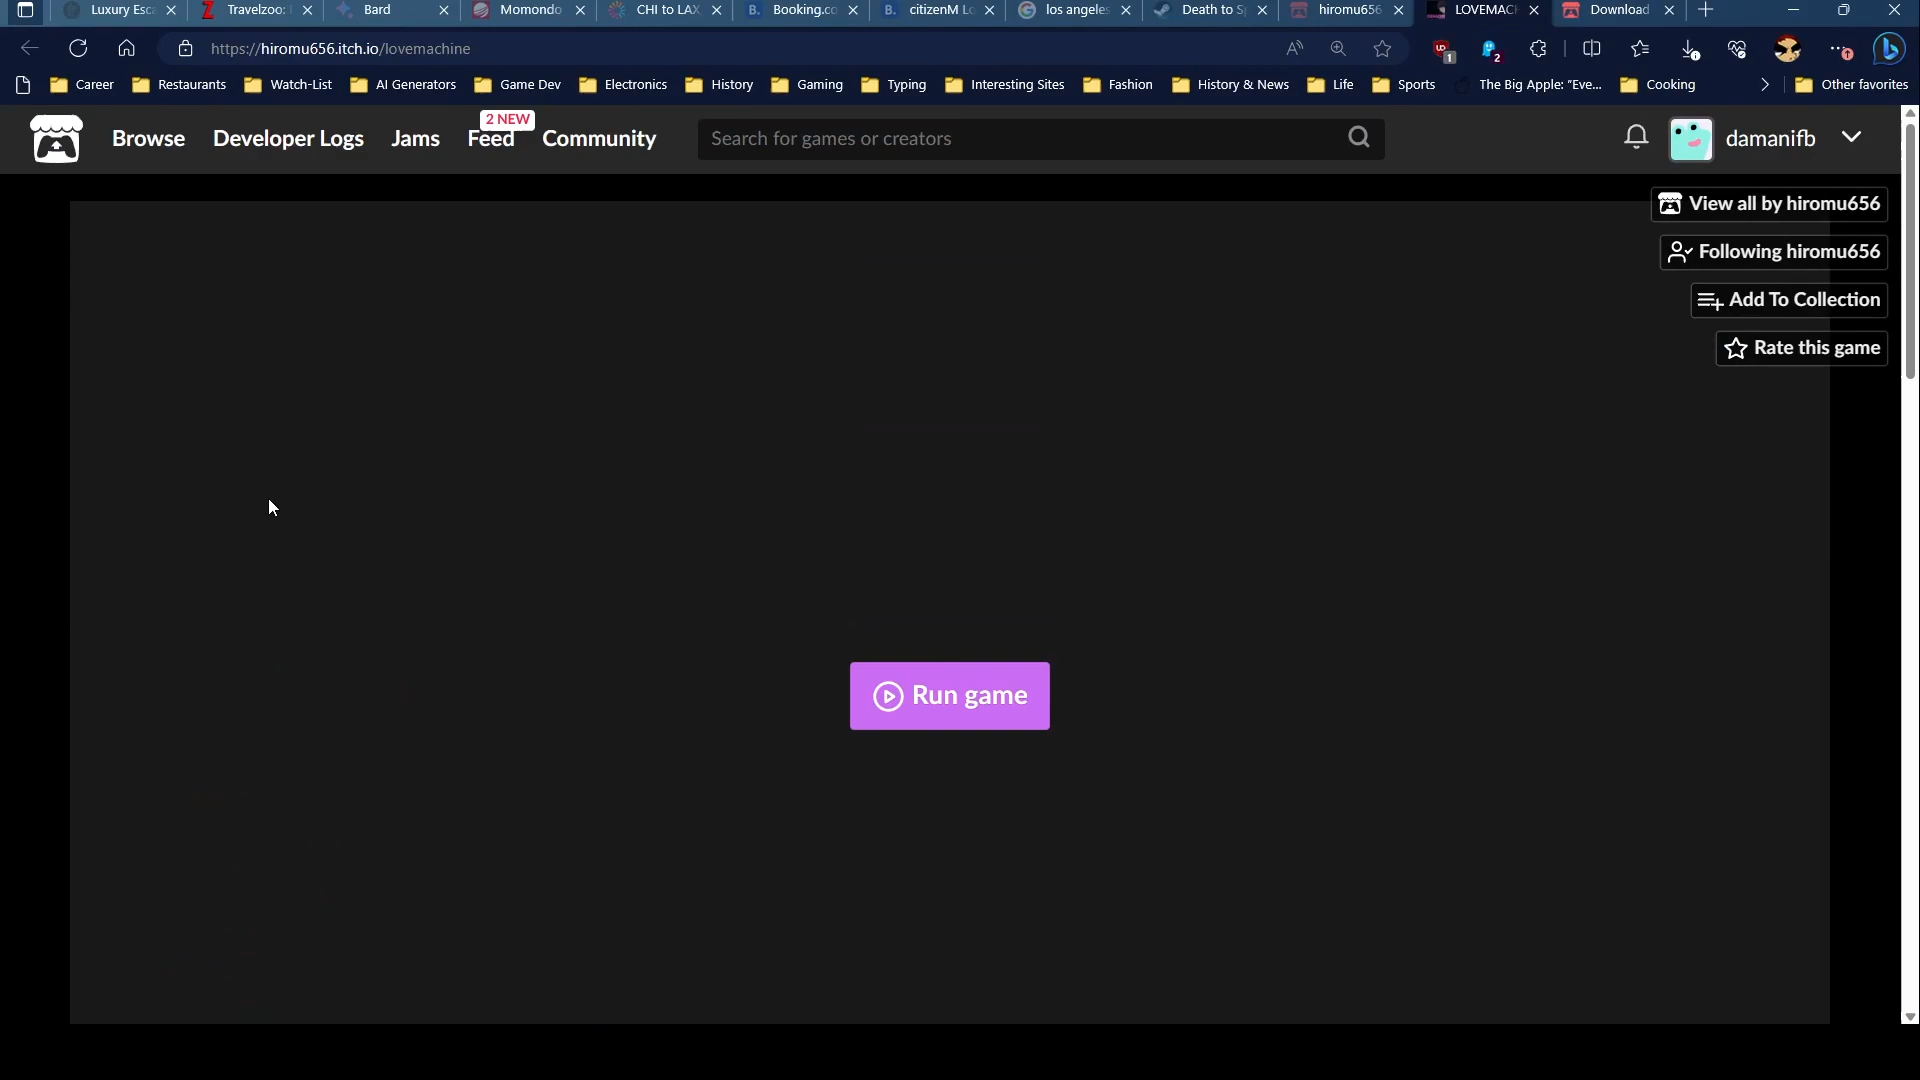 Luxury Esc Travelzoo: Bard Momondo CHI to LAX Booking.co citizenM Lo los angeles Death to S hiromu656 LOVEMACH Download
https://hiromu656.itch.io/lovemachine
Career Restaurants Watch-List AI Generators Game Dev Electronics History Gaming Typing Interesting Sites Fashion History & News Life Sports The Big Apple: "Eve... Cooking Other favorites
2 NEW
Browse Developer Logs Jams Feed Community Search for games or creators damanifb
View all by hiromu656
Following hiromu656
Add To Collection
Rate this game
Run game